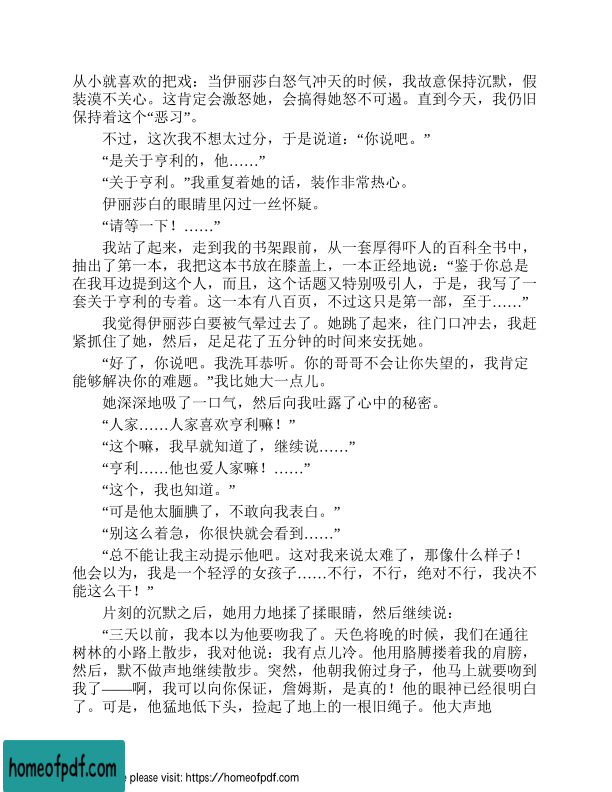 从小就喜欢的把戏：当伊丽莎白怒气冲天的时候，我故意保持沉默，假
装漠不关心。这肯定会激怒她，会搞得她怒不可遏。直到今天，我仍旧
保持着这个“恶习”。
不过，这次我不想太过分，于是说道：“你说吧。”
“是关于亨利的，他……”
“关于亨利。”我重复着她的话，装作非常热心。
伊丽莎白的眼睛里闪过一丝怀疑。
“请等一下！……”
我站了起来，走到我的书架跟前，从一套厚得吓人的百科全书中，
抽出了第一本，我把这本书放在膝盖上，一本正经地说：“鉴于你总是
在我耳边提到这个人，而且，这个话题又特别吸引人，于是，我写了一
套关于亨利的专着。这一本有八百页，不过这只是第一部，至于……”
我觉得伊丽莎白要被气晕过去了。她跳了起来，往门口冲去，我赶
紧抓住了她，然后，足足花了五分钟的时间来安抚她。
“好了，你说吧。我洗耳恭听。你的哥哥不会让你失望的，我肯定
能够解决你的难题。”我比她大一点儿。
她深深地吸了一口气，然后向我吐露了心中的秘密。
“人家……人家喜欢亨利嘛！”
“这个嘛，我早就知道了，继续说……”
“亨利……他也爱人家嘛！……”
“这个，我也知道。”
“可是他太腼腆了，不敢向我表白。”
“别这么着急，你很快就会看到……”
“总不能让我主动提示他吧。这对我来说太难了，那像什么样子！
他会以为，我是一个轻浮的女孩子……不行，不行，绝对不行，我决不
能这么干！”
片刻的沉默之后，她用力地揉了揉眼睛，然后继续说：
“三天以前，我本以为他要吻我了。天色将晚的时候，我们在通往
树林的小路上散步，我对他说：我有点儿冷。他用胳膊搂着我的肩膀，
然后，默不做声地继续散步。突然，他朝我俯过身子，他马上就要吻到
我了——啊，我可以向你保证，詹姆斯，是真的！他的眼神已经很明白
了。可是，他猛地低下头，捡起了地上的一根旧绳子。他大声地
homeofpdf.com
e please visit: https://homeofpdf.com